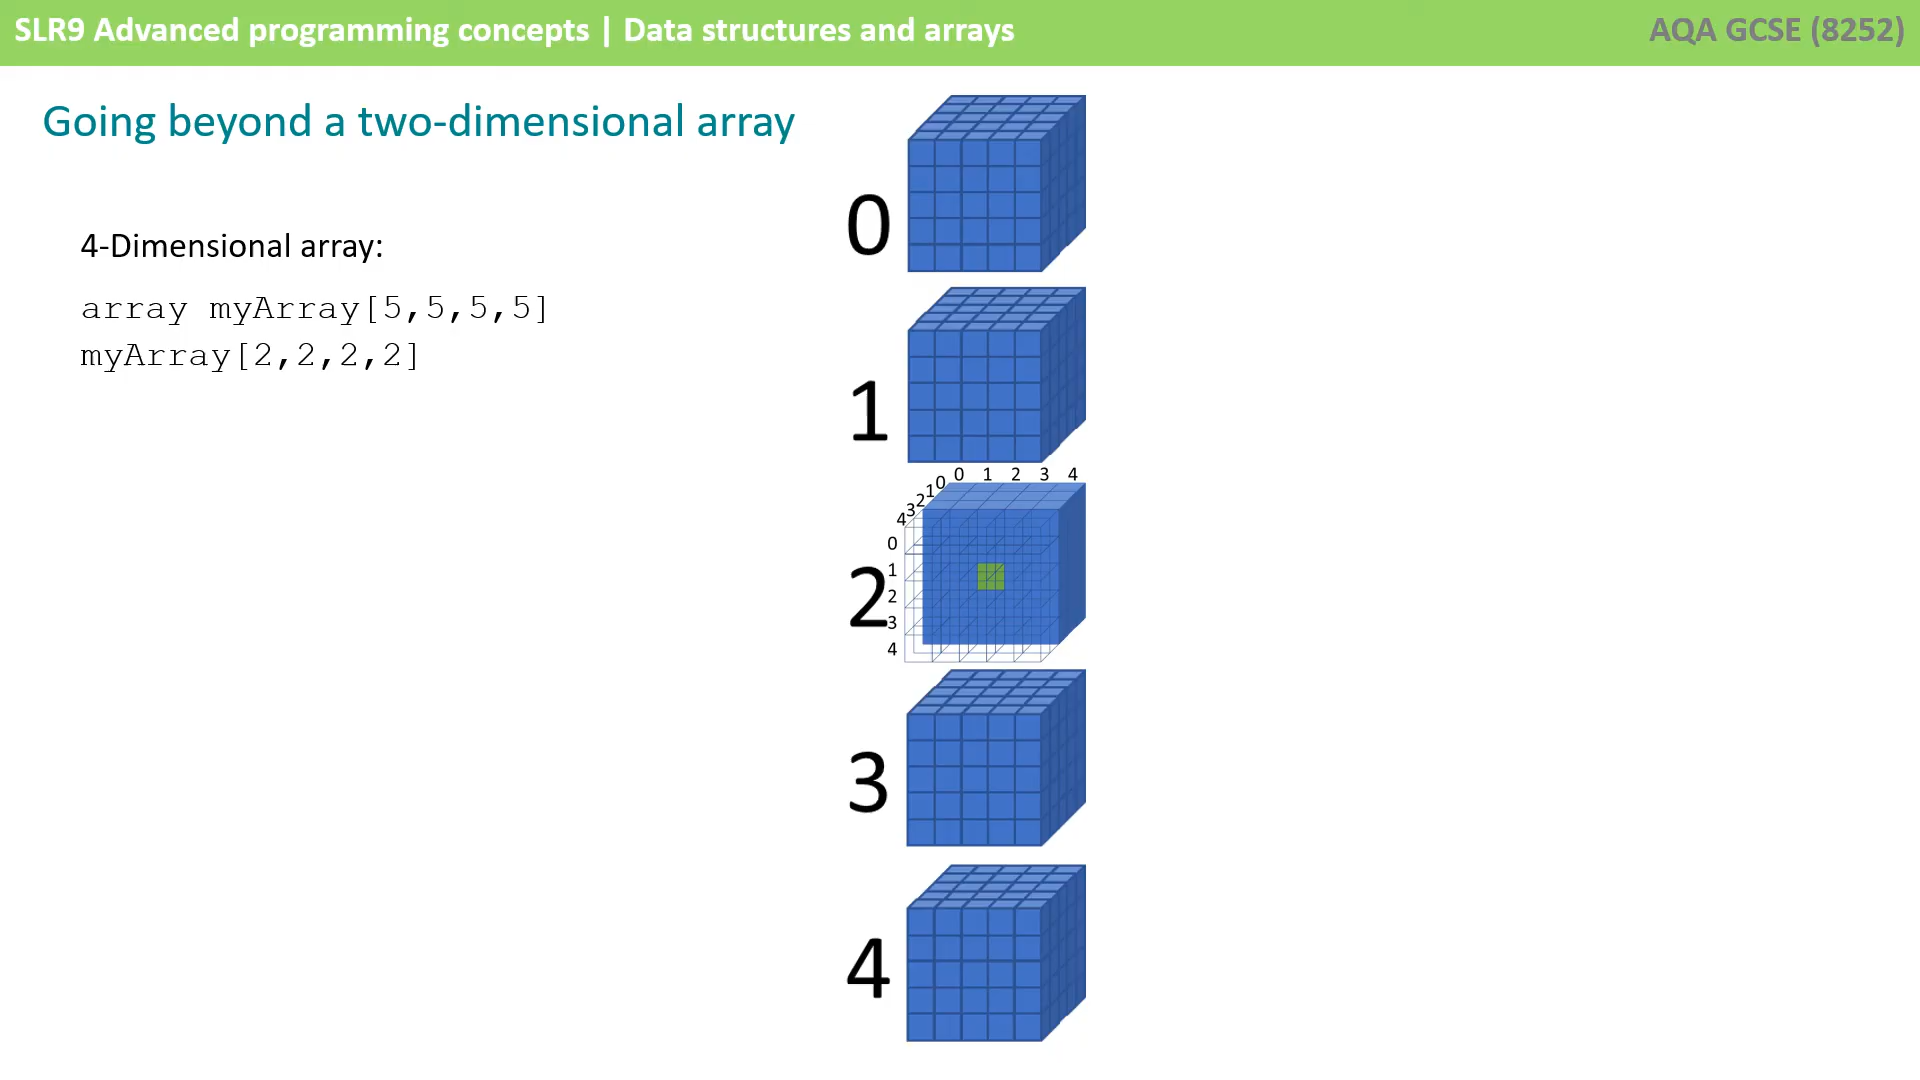 SLR9 Advanced programming concepts | Data structures and arrays
AQA GCSE (8252)
Going beyond a two-dimensional array
4-Dimensional array:
array myArray[5,5,5,5]
myArray[2,2,2,2]
0
1
0 1 2 3 4
0
1
2
3
4
2
0
1
2
3
4
3
4